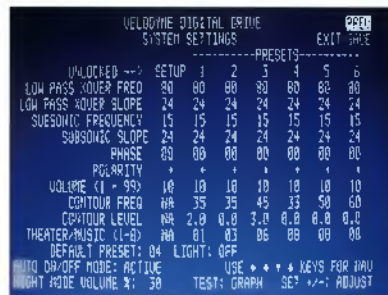 VELODYNE DIGITAL DRIVE
SYSTEM SETTINGS EXIT SAVE
PRESETS
UNLOCKED --> SETUP 1 2 3 4 5 6
LOW PASS XOVER FREQ 80 80 80 80 80 80 80
LOW PASS XOVER SLOPE 24 24 24 24 24 24 24
SUBSONIC FREQUENCY 15 15 15 15 15 15 15
SUBSONIC SLOPE 24 24 24 24 24 24 24
PHASE 00 00 00 00 00 00 00
POLARITY + + + + + + +
VOLUME (1 - 99) 10 10 10 10 10 10 10
CONTOUR FREQ NA 35 35 45 33 50 60
CONTOUR LEVEL NA 2.0 0.0 3.0 0.0 0.0 0.0
THEATER/MUSIC (1-8) NA 01 03 06 08 08 08
DEFAULT PRESET: 04 LIGHT: OFF
AUTO ON/OFF MODE: ACTIVE USE KEYS FOR NAV
NIGHT MODE VOLUME %: 30 TEST: GRAPH SET +/-: ADJUST